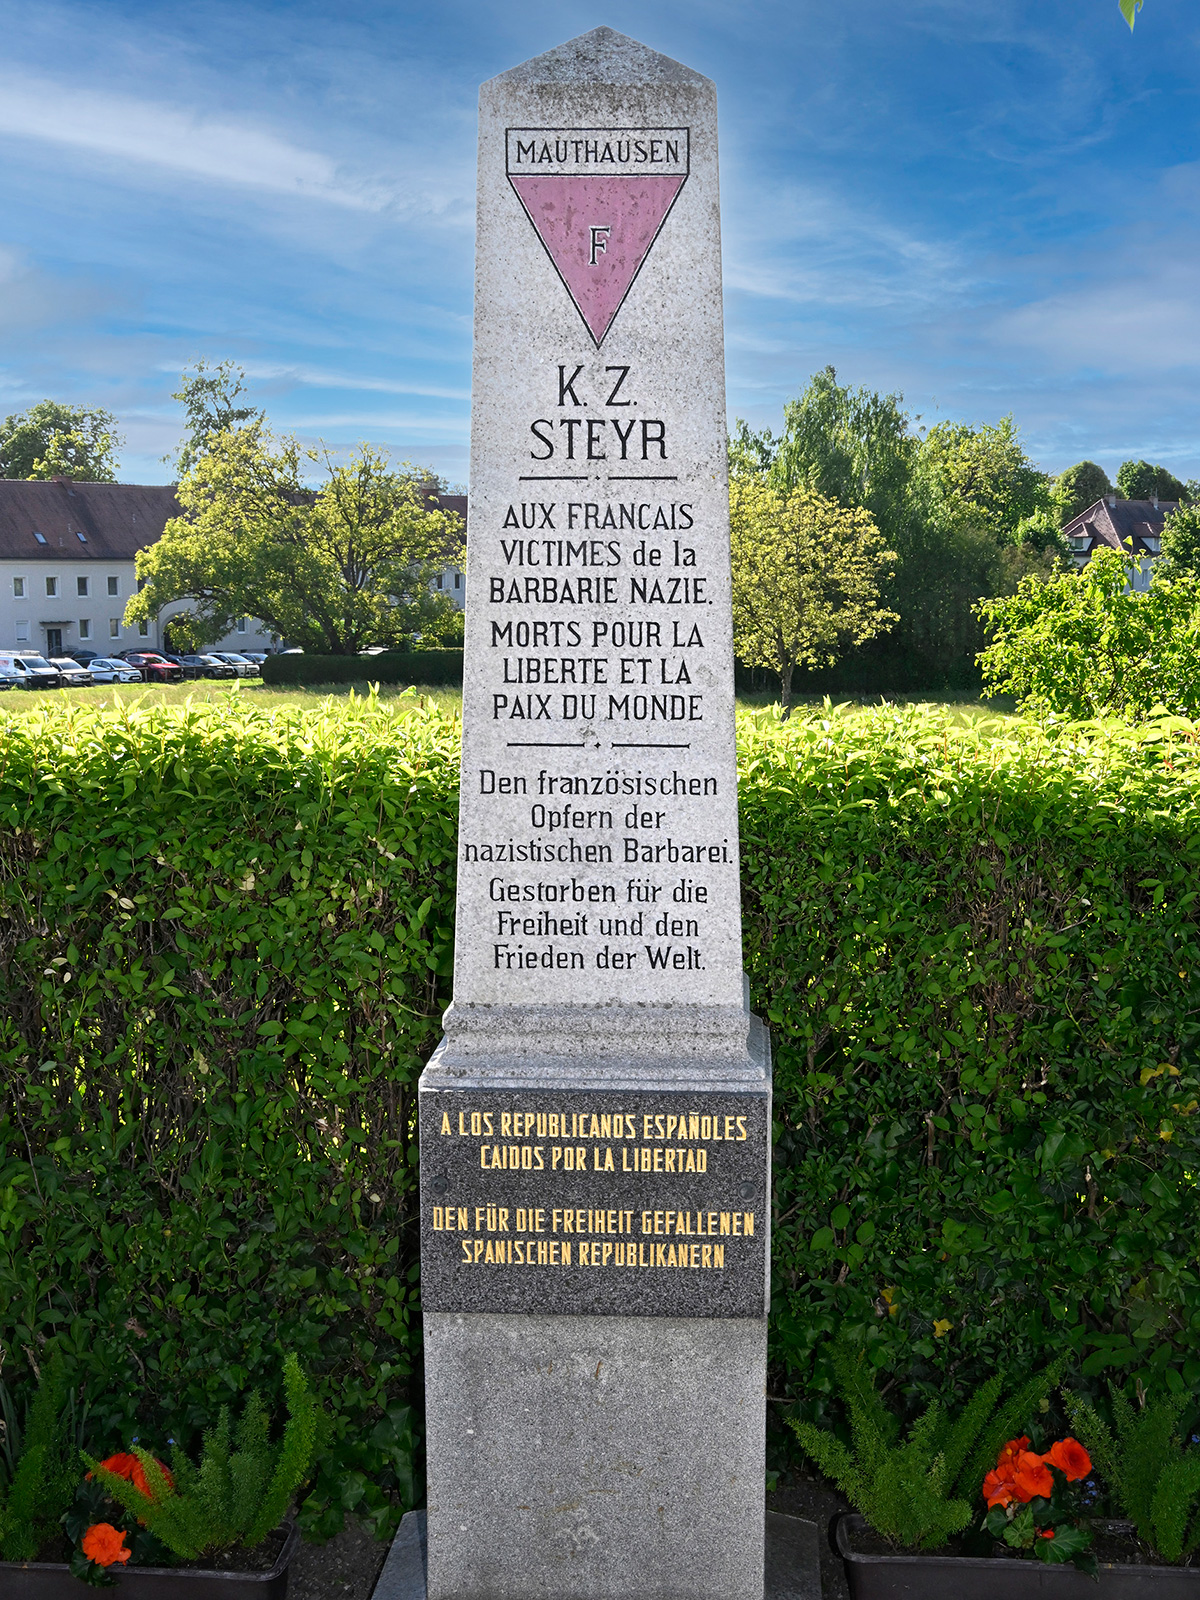 MAUTHAUSEN
F
K. Z.
STEYR
AUX FRANCAIS
VICTIMES de la
BARBARIE NAZIE.
MORTS POUR LA
LIBERTE ET LA
PAIX DU MONDE
Den französischen
Opfern der
nazistischen Barbarei.
Gestorben für die
Freiheit und den
Frieden der Welt.
A LOS REPUBLICANOS ESPAÑOLES
CAIDOS POR LA LIBERTAD
DEN FÜR DIE FREIHEIT GEFALLENEN
SPANISCHEN REPUBLIKANERN